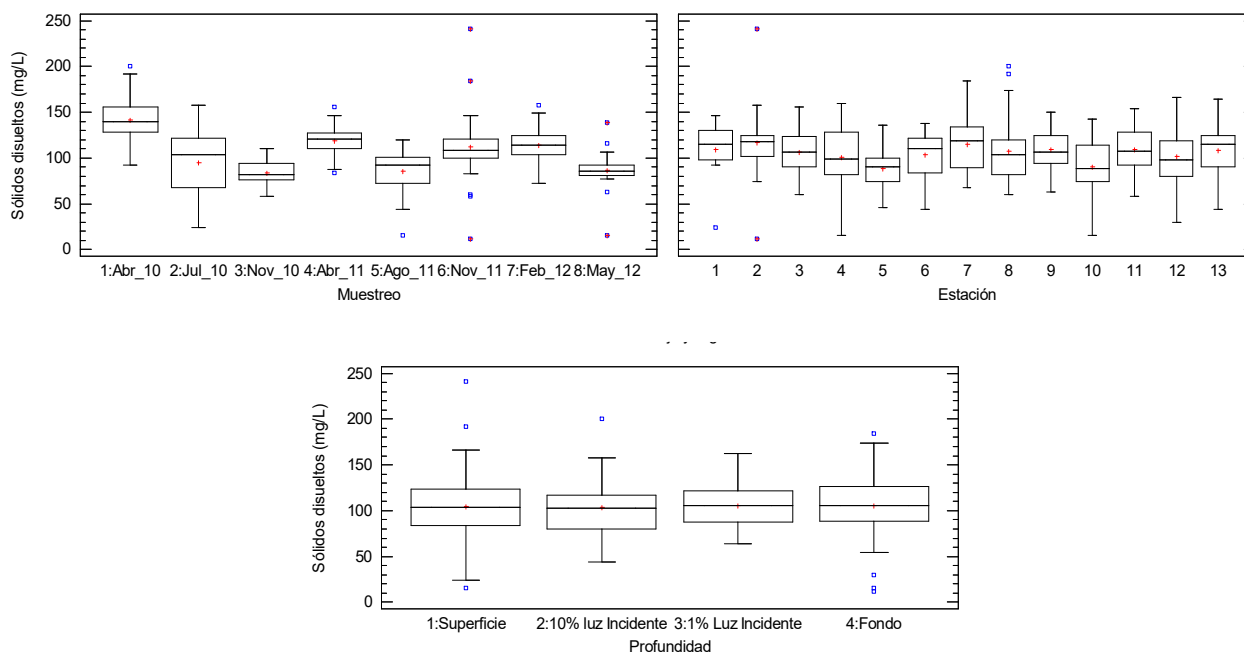 Sólidos disueltos (mg/L)
250
200
150
100
50
0
1:Abr_10 2:Jul_10 3:Nov_10 4:Abr_11 5:Ago_11 6:Nov_11 7:Feb_12 8:May_12
Muestreo
1 2 3 4 5 6 7 8 9 10 11 12 13
Estación
Sólidos disueltos (mg/L)
250
200
150
100
50
0
1:Superficie 2:10% luz Incidente 3:1% Luz Incidente 4:Fondo
Profundidad